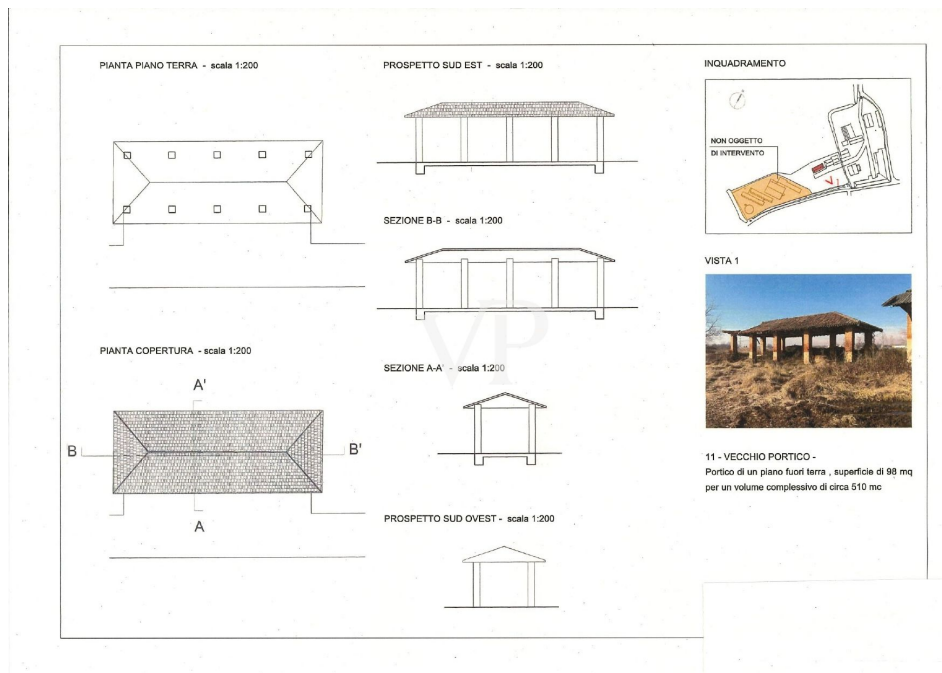 PIANTA PIANO TERRA - scala 1:200
PROSPETTO SUD EST - scala 1:200
INQUADRAMENTO
NON OGGETTO
DI INTERVENTO
V 1
SEZIONE B-B - scala 1:200
VISTA 1
PIANTA COPERTURA - scala 1:200
A'
B
B'
A
SEZIONE A-A' - scala 1:200
VP
11 - VECCHIO PORTICO -
Portico di un piano fuori terra , superficie di 98 mq
per un volume complessivo di circa 510 mc
PROSPETTO SUD OVEST - scala 1:200